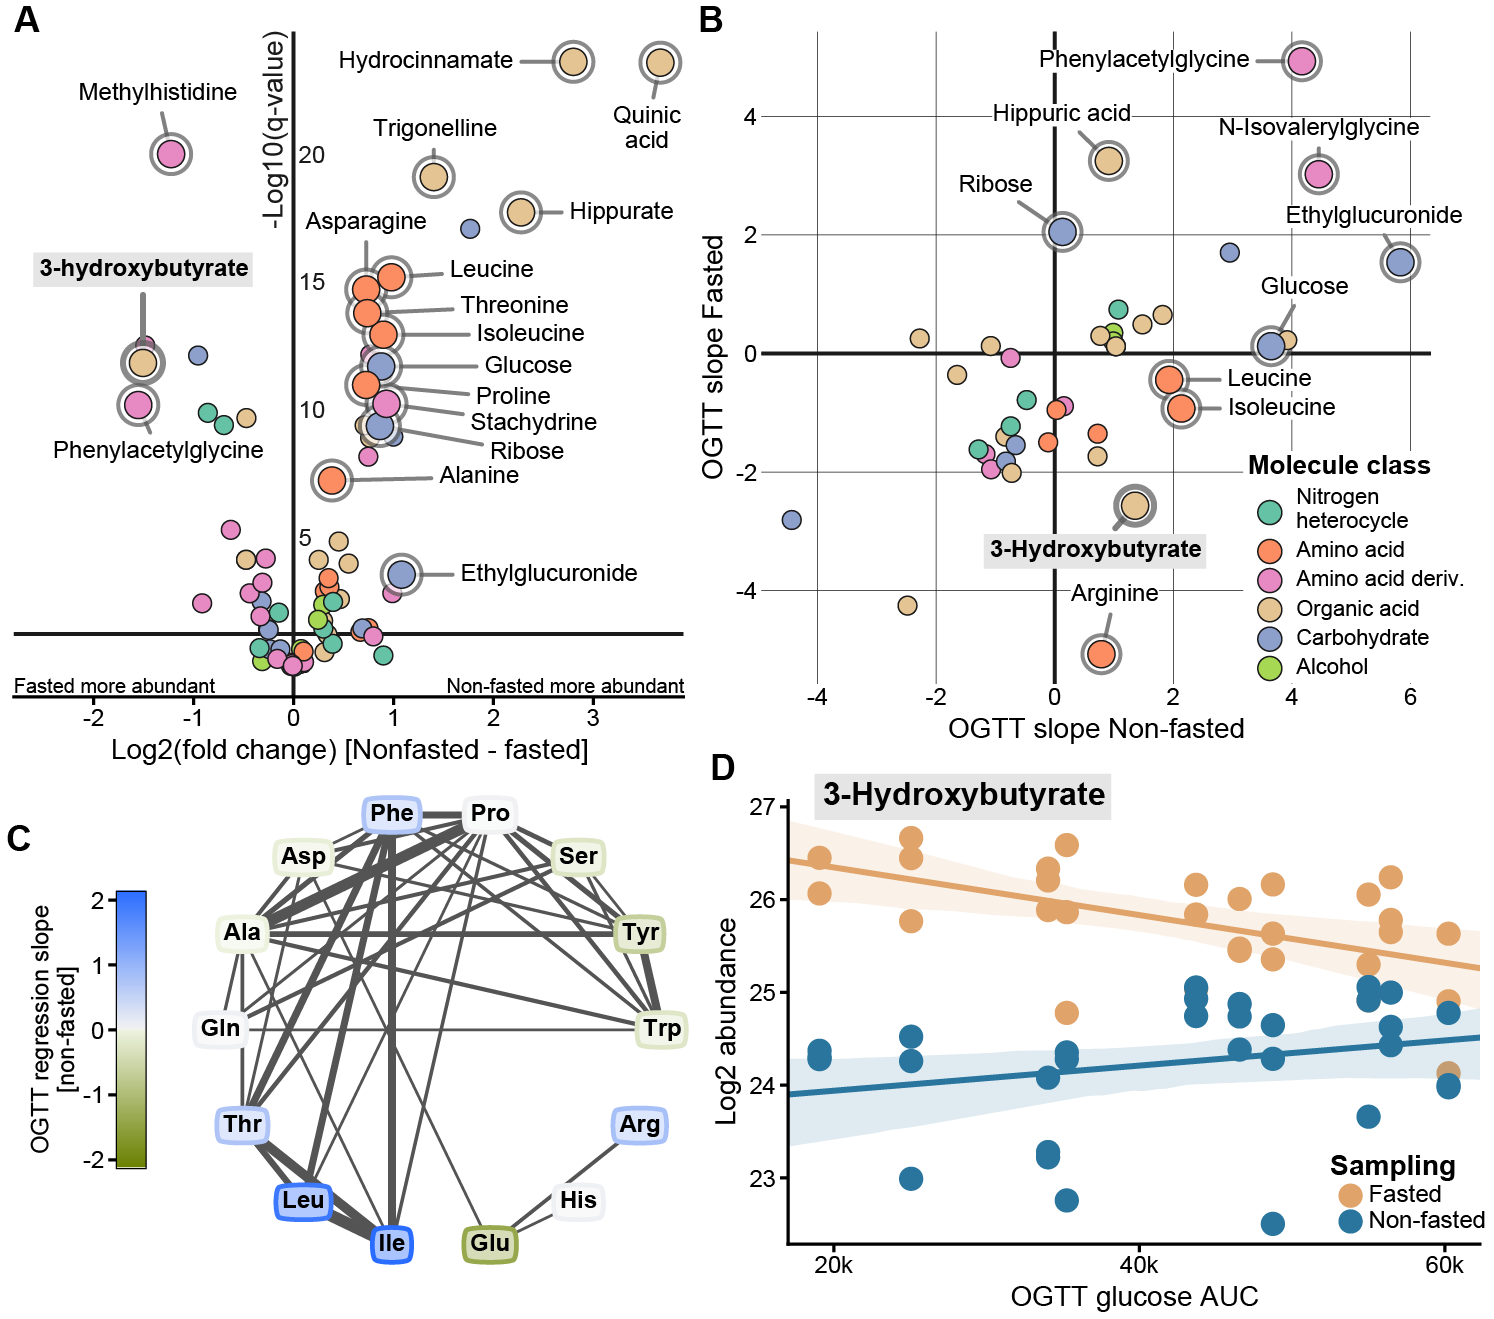 A
-Log10(q-value)
Hydrocinnamate
Quinic
acid
Methylhistidine
Trigonelline
20
Hippurate
Asparagine
3-hydroxybutyrate
Leucine
15
Threonine
Isoleucine
Glucose
Proline
10
Stachydrine
Ribose
Phenylacetylglycine
Alanine
5
Ethylglucuronide
Fasted more abundant
Non-fasted more abundant
-2
-1
0
1
2
3
Log2(fold change) [Nonfasted - fasted]
B
Phenylacetylglycine
Hippuric acid
N-Isovalerylglycine
Ribose
Ethylglucuronide
Glucose
Leucine
Isoleucine
3-Hydroxybutyrate
Arginine
4
2
0
-2
-4
OGTT slope Fasted
Molecule class
Nitrogen
heterocycle
Amino acid
Amino acid deriv.
Organic acid
Carbohydrate
Alcohol
-4
-2
0
2
4
6
OGTT slope Non-fasted
C
OGTT regression slope
[non-fasted]
2
1
0
-1
-2
Phe
Pro
Asp
Ser
Ala
Tyr
Gln
Trp
Thr
Arg
Leu
His
Ile
Glu
D
3-Hydroxybutyrate
27
26
25
24
23
Log2 abundance
Sampling
Fasted
Non-fasted
20k
40k
60k
OGTT glucose AUC